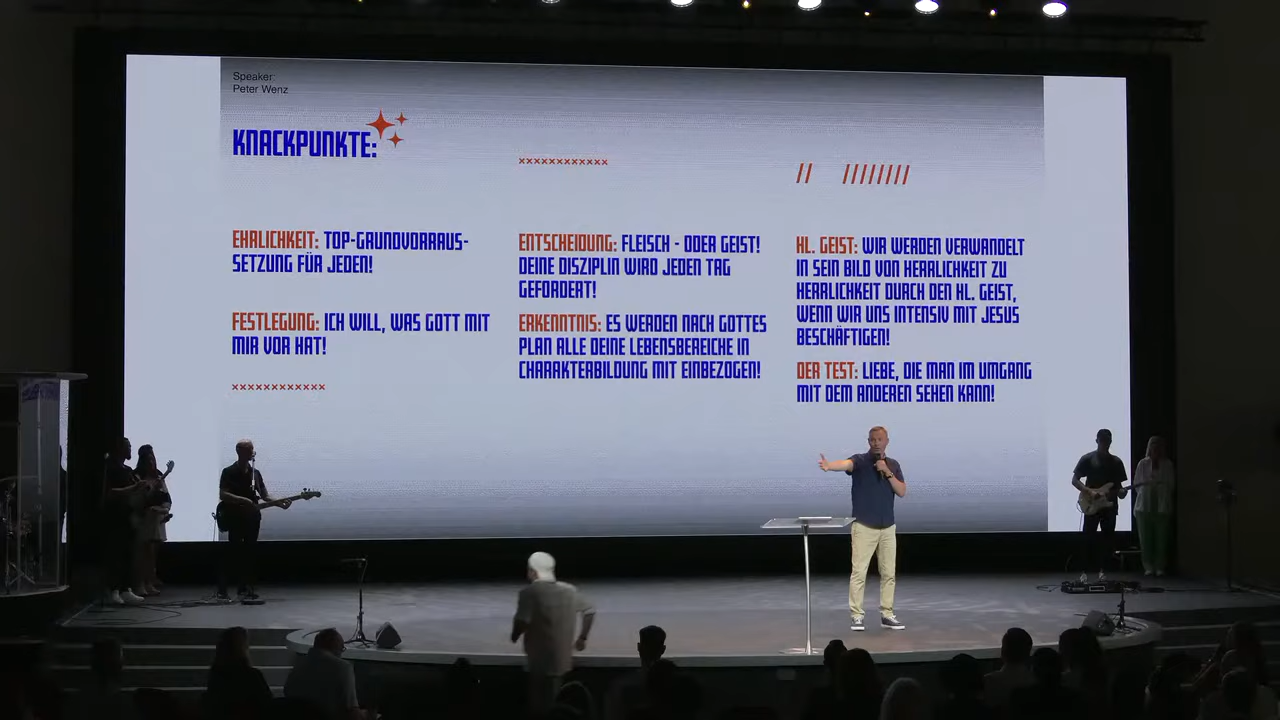 Speaker:
Peter Wenz
KNACKPUNKTE:
EHRLICHKEIT: TOP-GRUNDVORRAUS-
SETZUNG FÜR JEDEN!
FESTLEGUNG: ICH WILL, WAS GOTT MIT
MIR VOR HAT!
ENTSCHEIDUNG: FLEISCH - ODER GEIST!
DEINE DISZIPLIN WIRD JEDEN TAG
GEFORDERT!
ERKENNTNIS: ES WERDEN NACH GOTTES
PLAN ALLE DEINE LEBENSBEREICHE IN
CHARAKTERBILDUNG MIT EINBEZOGEN!
HL. GEIST: WIR WERDEN VERWANDELT
IN SEIN BILD VON HERRLICHKEIT ZU
HERRLICHKEIT DURCH DEN HL. GEIST,
WENN WIR UNS INTENSIV MIT JESUS
BESCHÄFTIGEN!
DER TEST: LIEBE, DIE MAN IM UMGANG
MIT DEM ANDEREN SEHEN KANN!